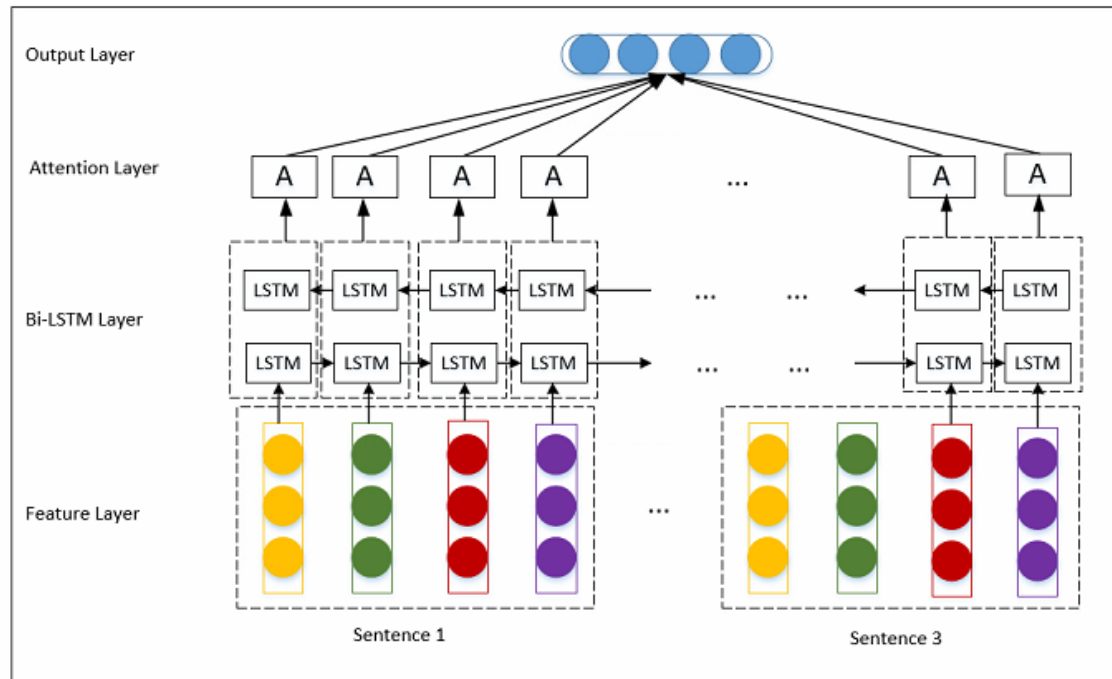 Output Layer
Attention Layer
A A A A ... A A
LSTM LSTM LSTM LSTM ... ... LSTM LSTM
Bi-LSTM Layer
LSTM LSTM LSTM LSTM ... ... LSTM LSTM
Feature Layer
...
Sentence 1
Sentence 3